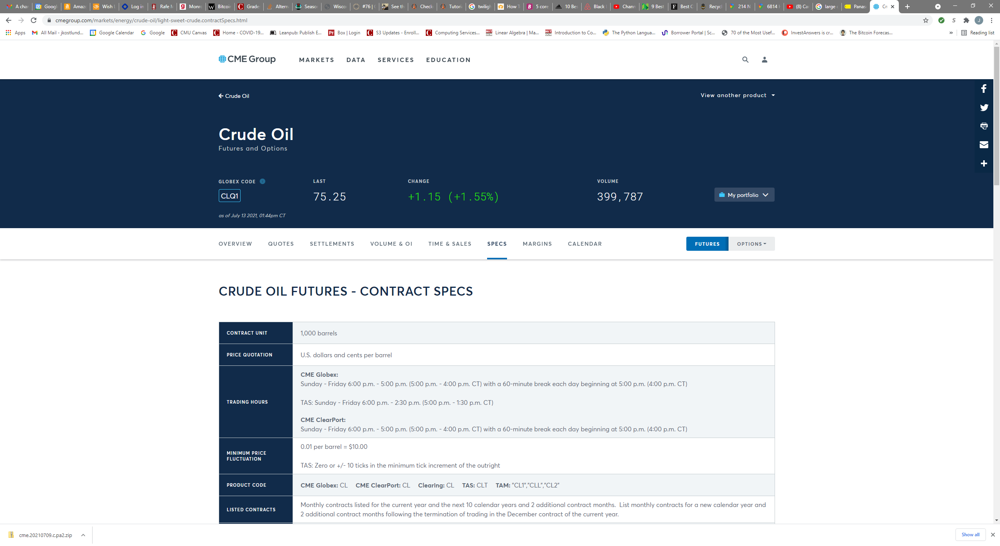 A char
Googl
Amazo
Wish L
Log in
Rafe M
Monro
Bitcoin
Grade
Altern
Season
Wisco
#76 | 
See th
Check
Tutoria
twiligh
How T
5 core
10 Bes
Black
Chann
9 Best
Best C
Recycl
214 N
6814
(8) Ca
large c
Panas
Cr
cmegroup.com/markets/energy/crude-oil/light-sweet-crude.contractSpecs.html
Apps
All Mail - jkostlund...
Google Calendar
Google
CMU Canvas
Home - COVID-19...
Leanpub: Publish E...
Box | Login
S3 Updates - Enroll...
Computing Services...
Linear Algebra | Ma...
Introduction to Co...
The Python Langua...
Borrower Portal | Sc...
70 of the Most Usef...
InvestAnswers is cr...
The Bitcoin Forecas...
»
Reading list
CME Group
MARKETS
DATA
SERVICES
EDUCATION
Crude Oil
View another product
Crude Oil
Futures and Options
GLOBEX CODE
LAST
CHANGE
VOLUME
CLQ1
75.25
+1.15 (+1.55%)
399,787
My portfolio
as of July 13 2021, 01:44pm CT
OVERVIEW
QUOTES
SETTLEMENTS
VOLUME & OI
TIME & SALES
SPECS
MARGINS
CALENDAR
FUTURES
OPTIONS
CRUDE OIL FUTURES - CONTRACT SPECS
CONTRACT UNIT
1,000 barrels
PRICE QUOTATION
U.S. dollars and cents per barrel
TRADING HOURS
CME Globex:
Sunday - Friday 6:00 p.m. - 5:00 p.m. (5:00 p.m. - 4:00 p.m. CT) with a 60-minute break each day beginning at 5:00 p.m. (4:00 p.m. CT)
TAS: Sunday - Friday 6:00 p.m. - 2:30 p.m. (5:00 p.m. - 1:30 p.m. CT)
CME ClearPort:
Sunday - Friday 6:00 p.m. - 5:00 p.m. (5:00 p.m. - 4:00 p.m. CT) with a 60-minute break each day beginning at 5:00 p.m. (4:00 p.m. CT)
MINIMUM PRICE
FLUCTUATION
0.01 per barrel = $10.00
TAS: Zero or +/- 10 ticks in the minimum tick increment of the outright
PRODUCT CODE
CME Globex: CL CME ClearPort: CL Clearing: CL TAS: CLT TAM: "CL1","CLL","CL2"
LISTED CONTRACTS
Monthly contracts listed for the current year and the next 10 calendar years and 2 additional contract months. List monthly contracts for a new calendar year and
2 additional contract months following the termination of trading in the December contract of the current year.
cme.20210709.c.pa2.zip
Show all